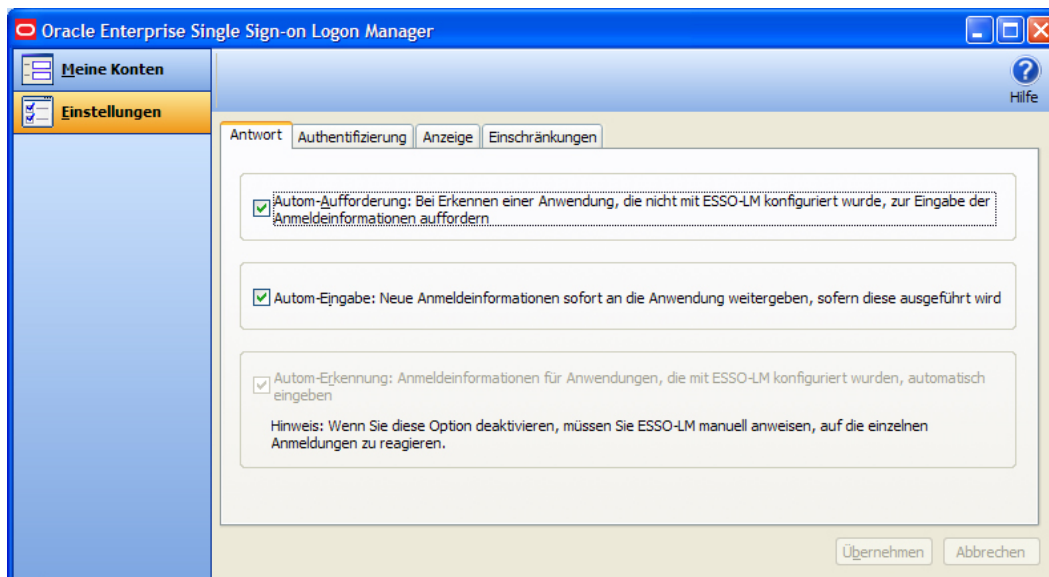 Oracle Enterprise Single Sign-on Logon Manager
Meine Konten
Einstellungen
Hilfe
Antwort Authentifizierung Anzeige Einschränkungen
Autom-Aufforderung: Bei Erkennen einer Anwendung, die nicht mit ESSO-LM konfiguriert wurde, zur Eingabe der
Anmeldeinformationen auffordern
Autom-Eingabe: Neue Anmeldeinformationen sofort an die Anwendung weitergeben, sofern diese ausgeführt wird
Autom-Erkennung: Anmeldeinformationen für Anwendungen, die mit ESSO-LM konfiguriert wurden, automatisch
eingeben
Hinweis: Wenn Sie diese Option deaktivieren, müssen Sie ESSO-LM manuell anweisen, auf die einzelnen
Anmeldungen zu reagieren.
Übernehmen Abbrechen